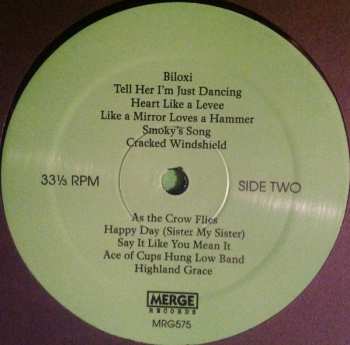 Biloxi
Tell Her I'm Just Dancing
Heart Like a Levee
Like a Mirror Loves a Hammer
Smoky's Song
Cracked Windshield
33⅓ RPM
SIDE TWO
As the Crow Flies
Happy Day (Sister My Sister)
Say It Like You Mean It
Ace of Cups Hung Low Band
Highland Grace
MERGE
RECORDS
MRG575